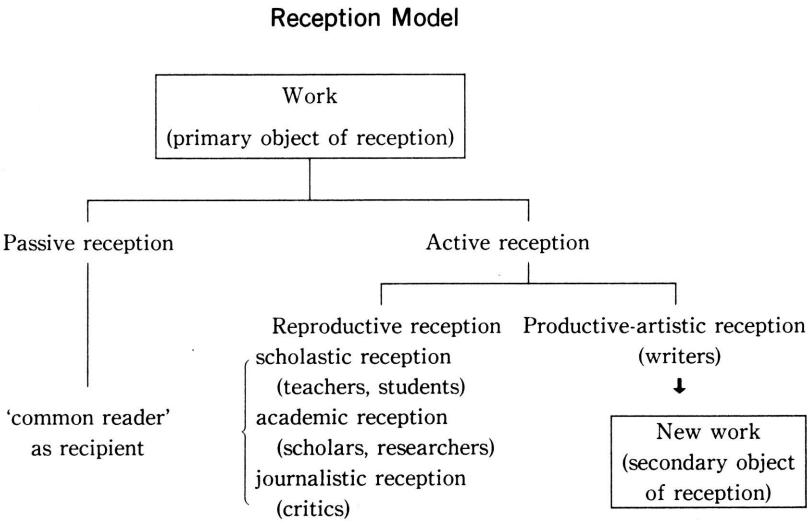 Reception Model
Work
(primary object of reception)
Passive reception
Active reception
‘common reader’
as recipient
Reproductive reception
scholastic reception
(teachers, students)
academic reception
(scholars, researchers)
journalistic reception
(critics)
Productive-artistic reception
(writers)
New work
(secondary object
of reception)